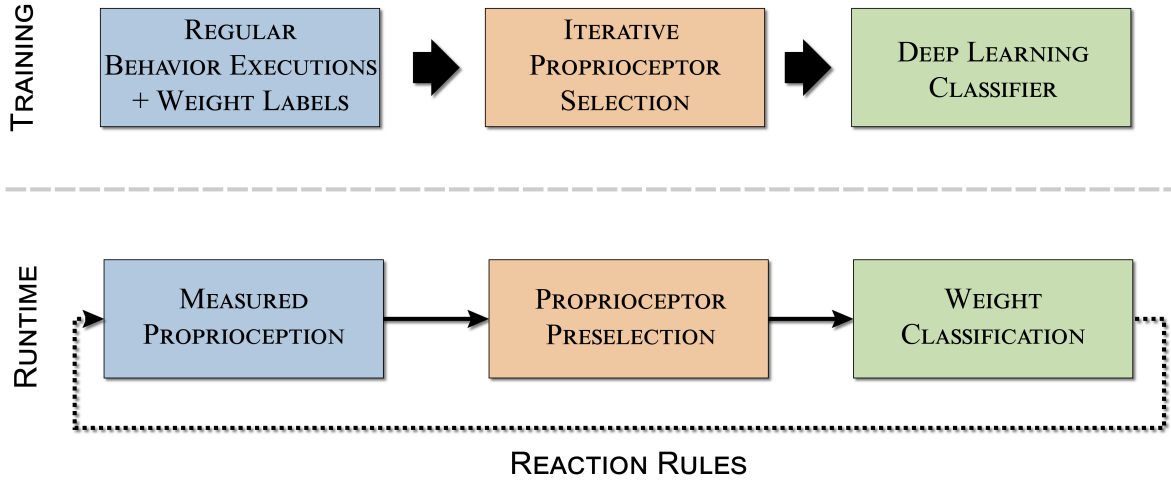 TRAINING
REGULAR
BEHAVIOR EXECUTIONS
+ WEIGHT LABELS
ITERATIVE
PROPRIOCEPTOR
SELECTION
DEEP LEARNING
CLASSIFIER
RUNTIME
MEASURED
PROPRIOCEPTION
PROPRIOCEPTOR
PRESELECTION
WEIGHT
CLASSIFICATION
REACTION RULES